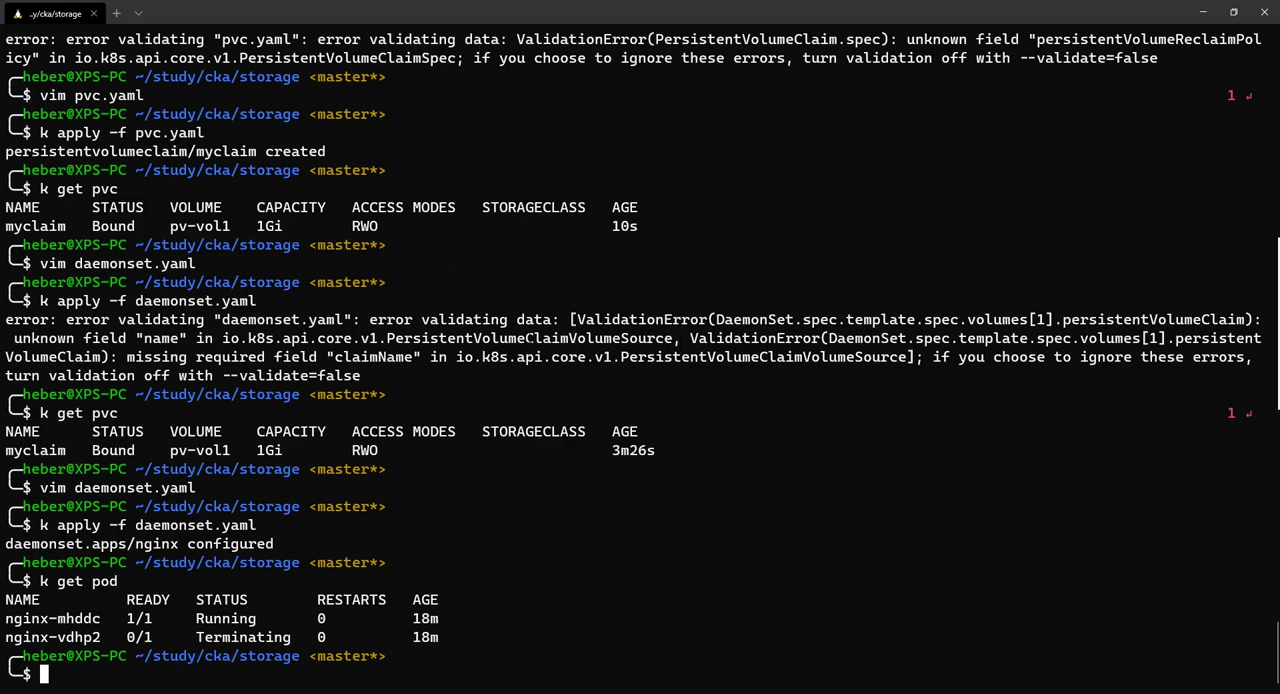 ..y/cka/storage
error: error validating "pvc.yaml": error validating data: ValidationError(PersistentVolumeClaim.spec): unknown field "persistentVolumeReclaimPol
icy" in io.k8s.api.core.v1.PersistentVolumeClaimSpec; if you choose to ignore these errors, turn validation off with --validate=false
heber@XPS-PC ~/study/cka/storage <master*>
$ vim pvc.yaml 1 ↲
heber@XPS-PC ~/study/cka/storage <master*>
$ k apply -f pvc.yaml
persistentvolumeclaim/myclaim created
heber@XPS-PC ~/study/cka/storage <master*>
$ k get pvc
NAME STATUS VOLUME CAPACITY ACCESS MODES STORAGECLASS AGE
myclaim Bound pv-vol1 1Gi RWO 10s
heber@XPS-PC ~/study/cka/storage <master*>
$ vim daemonset.yaml
heber@XPS-PC ~/study/cka/storage <master*>
$ k apply -f daemonset.yaml
error: error validating "daemonset.yaml": error validating data: [ValidationError(DaemonSet.spec.template.spec.volumes[1].persistentVolumeClaim):
unknown field "name" in io.k8s.api.core.v1.PersistentVolumeClaimVolumeSource, ValidationError(DaemonSet.spec.template.spec.volumes[1].persistent
VolumeClaim): missing required field "claimName" in io.k8s.api.core.v1.PersistentVolumeClaimVolumeSource]; if you choose to ignore these errors,
turn validation off with --validate=false
heber@XPS-PC ~/study/cka/storage <master*>
$ k get pvc 1 ↲
NAME STATUS VOLUME CAPACITY ACCESS MODES STORAGECLASS AGE
myclaim Bound pv-vol1 1Gi RWO 3m26s
heber@XPS-PC ~/study/cka/storage <master*>
$ vim daemonset.yaml
heber@XPS-PC ~/study/cka/storage <master*>
$ k apply -f daemonset.yaml
daemonset.apps/nginx configured
heber@XPS-PC ~/study/cka/storage <master*>
$ k get pod
NAME READY STATUS RESTARTS AGE
nginx-mhddc 1/1 Running 0 18m
nginx-vdhp2 0/1 Terminating 0 18m
heber@XPS-PC ~/study/cka/storage <master*>
$